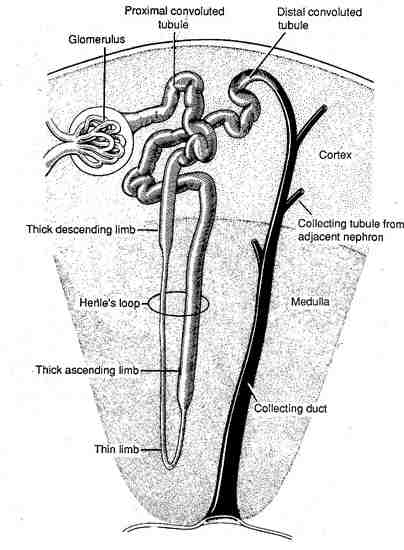 Proximal convoluted
tubule
Distal convoluted
tubule
Glomerulus
Cortex
Collecting tubule from
adjacent nephron
Thick descending limb
Henle's loop
Medulla
Thick ascending limb
Collecting duct
Thin limb